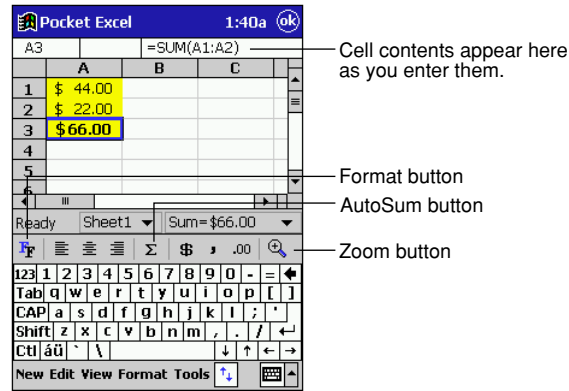 Pocket Excel 1:40a ok
A3 =SUM(A1:A2)
Cell contents appear here
as you enter them.
A B C
1 $ 44.00
2 $ 22.00
3 $66.00
4
5
6
Format button
AutoSum button
Ready Sheet1 Sum=$66.00
FF Σ $ , .00
Zoom button
123 1 2 3 4 5 6 7 8 9 0 - =
Tab q w e r t y u i o p [ ]
CAP a s d f g h j k l ; '
Shift z x c v b n m , . /
Ctl áü ` \ ↓ ↑ ← →
New Edit View Format Tools